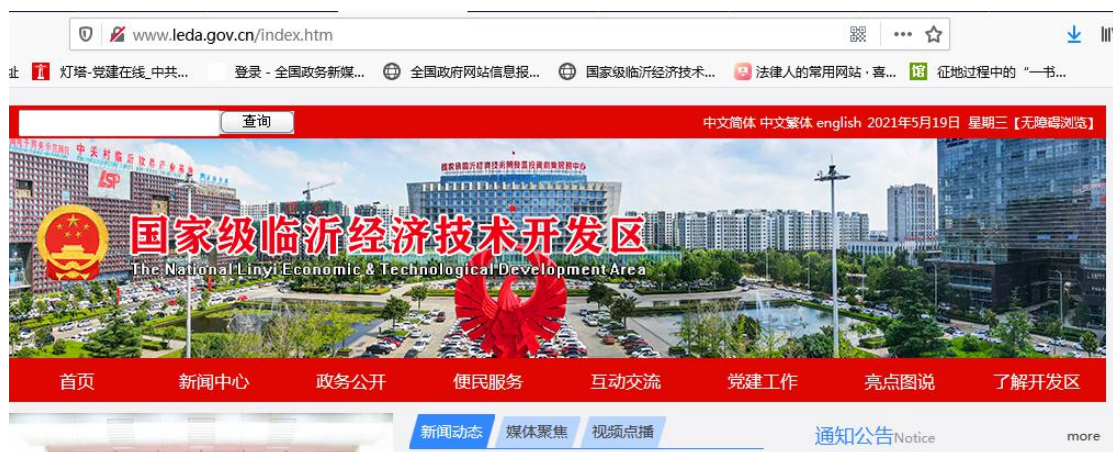 www.leda.gov.cn/index.htm
址 灯塔-党建在线_中共... 登录 - 全国政务新媒... 全国政府网站信息报... 国家级临沂经济技术... 法律人的常用网站·喜... 征地过程中的“一书...
查询 中文简体 中文繁体 english 2021年5月19日 星期三【无障碍浏览】
国家级临沂经济技术开发区
The National Linyi Economic & Technological Development Area
首页 新闻中心 政务公开 便民服务 互动交流 党建工作 亮点图说 了解开发区
新闻动态 媒体聚焦 视频点播 通知公告Notice more